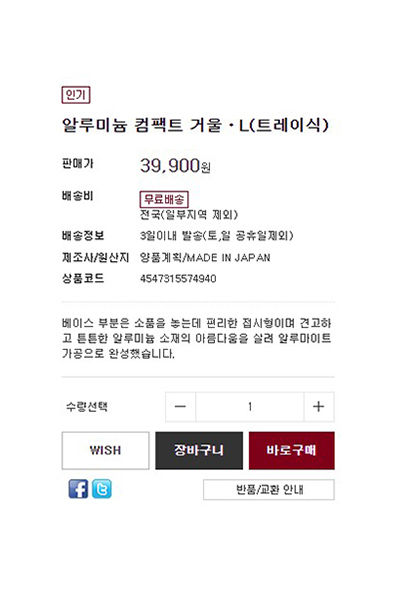 인기
알루미늄 컴팩트 거울 · L(트레이식)
판매가 39,900원
배송비 무료배송
전국(일부지역 제외)
배송정보 3일이내 발송(토,일 공휴일제외)
제조사/원산지 양품계획/MADE IN JAPAN
상품코드 4547315574940
베이스 부분은 소품을 놓는데 편리한 접시형이며 견고하
고 튼튼한 알루미늄 소재의 아름다움을 살려 알루마이트
가공으로 완성했습니다.
수량선택 － 1 +
WISH 장바구니 바로구매
f t 반품/교환 안내